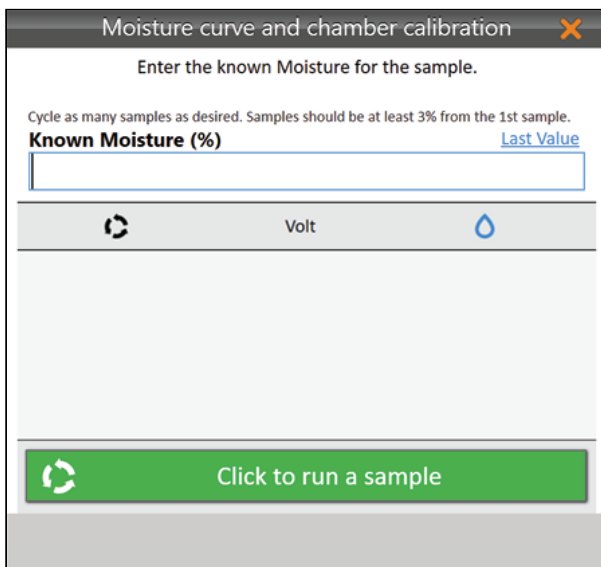 Moisture curve and chamber calibration
Enter the known Moisture for the sample.
Cycle as many samples as desired. Samples should be at least 3% from the 1st sample.
Known Moisture (%) Last Value
Volt
Click to run a sample